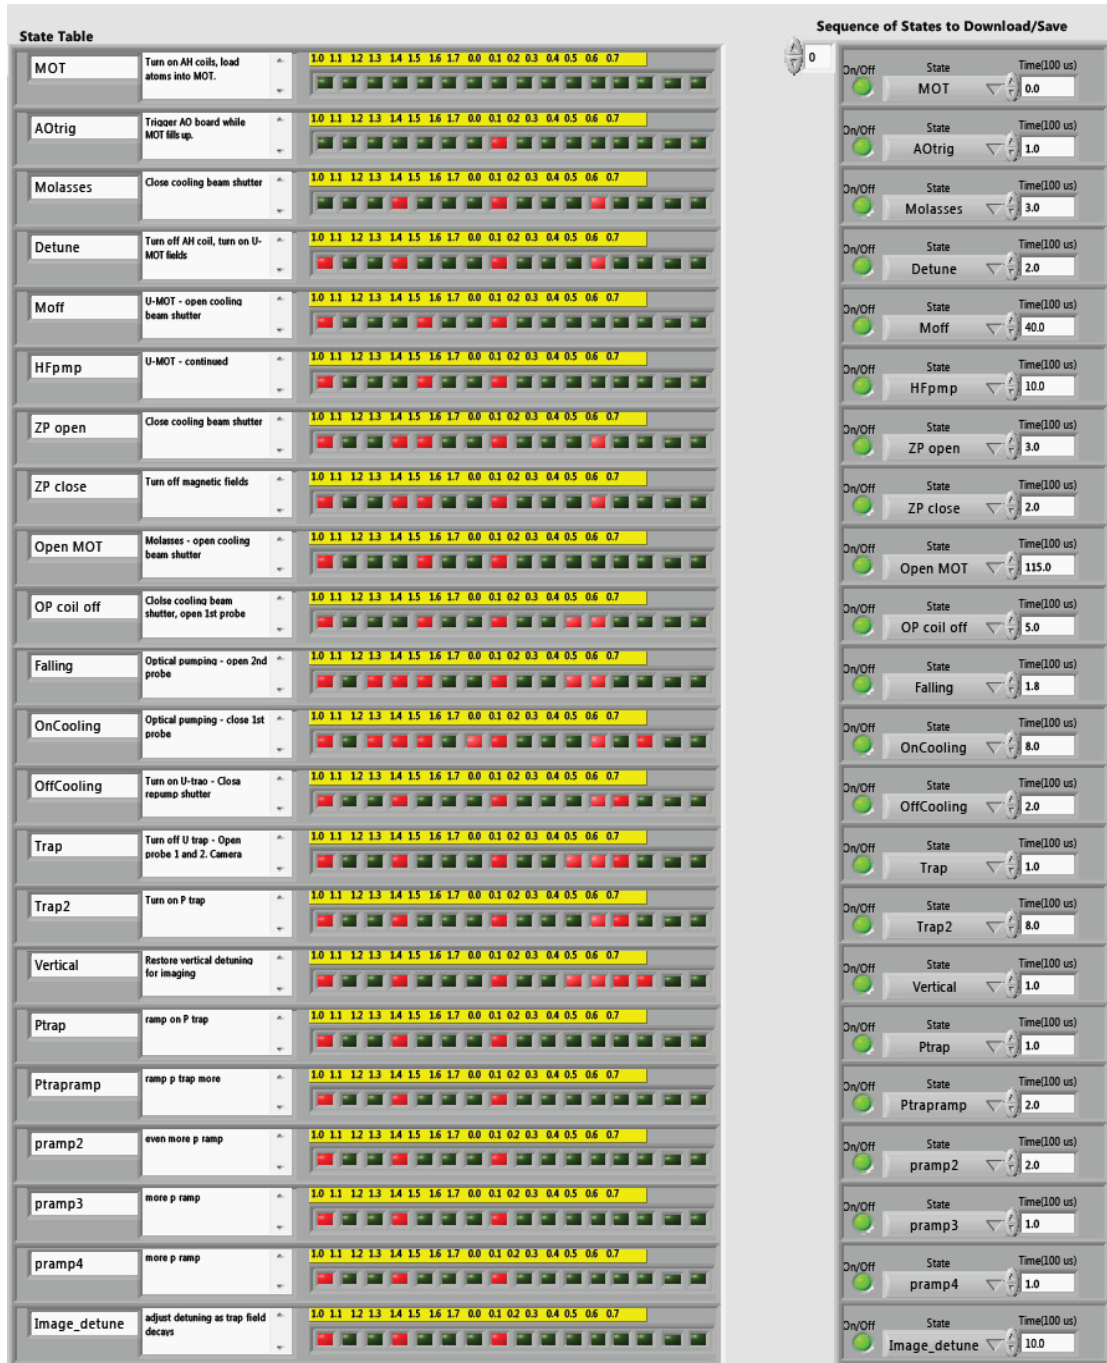 State Table
Sequence of States to Download/Save
0
MOT
Turn on AH coils, load
atoms into MOT.
1.0 1.1 1.2 1.3 1.4 1.5 1.6 1.7 0.0 0.1 0.2 0.3 0.4 0.5 0.6 0.7
On/Off State Time(100 us)
MOT 0.0
AOtrig
Trigger AO board while
MOT fills up.
1.0 1.1 1.2 1.3 1.4 1.5 1.6 1.7 0.0 0.1 0.2 0.3 0.4 0.5 0.6 0.7
On/Off State Time(100 us)
AOtrig 1.0
Molasses
Close cooling beam shutter
1.0 1.1 1.2 1.3 1.4 1.5 1.6 1.7 0.0 0.1 0.2 0.3 0.4 0.5 0.6 0.7
On/Off State Time(100 us)
Molasses 3.0
Detune
Turn off AH coil, turn on U-
MOT fields
1.0 1.1 1.2 1.3 1.4 1.5 1.6 1.7 0.0 0.1 0.2 0.3 0.4 0.5 0.6 0.7
On/Off State Time(100 us)
Detune 2.0
Moff
U-MOT - open cooling
beam shutter
1.0 1.1 1.2 1.3 1.4 1.5 1.6 1.7 0.0 0.1 0.2 0.3 0.4 0.5 0.6 0.7
On/Off State Time(100 us)
Moff 40.0
HFpmp
U-MOT - continued
1.0 1.1 1.2 1.3 1.4 1.5 1.6 1.7 0.0 0.1 0.2 0.3 0.4 0.5 0.6 0.7
On/Off State Time(100 us)
HFpmp 10.0
ZP open
Close cooling beam shutter
1.0 1.1 1.2 1.3 1.4 1.5 1.6 1.7 0.0 0.1 0.2 0.3 0.4 0.5 0.6 0.7
On/Off State Time(100 us)
ZP open 3.0
ZP close
Turn off magnetic fields
1.0 1.1 1.2 1.3 1.4 1.5 1.6 1.7 0.0 0.1 0.2 0.3 0.4 0.5 0.6 0.7
On/Off State Time(100 us)
ZP close 2.0
Open MOT
Molasses - open cooling
beam shutter
1.0 1.1 1.2 1.3 1.4 1.5 1.6 1.7 0.0 0.1 0.2 0.3 0.4 0.5 0.6 0.7
On/Off State Time(100 us)
Open MOT 115.0
OP coil off
Clolse cooling beam
shutter, open 1st probe
1.0 1.1 1.2 1.3 1.4 1.5 1.6 1.7 0.0 0.1 0.2 0.3 0.4 0.5 0.6 0.7
On/Off State Time(100 us)
OP coil off 5.0
Falling
Optical pumping - open 2nd
probe
1.0 1.1 1.2 1.3 1.4 1.5 1.6 1.7 0.0 0.1 0.2 0.3 0.4 0.5 0.6 0.7
On/Off State Time(100 us)
Falling 1.8
OnCooling
Optical pumping - close 1st
probe
1.0 1.1 1.2 1.3 1.4 1.5 1.6 1.7 0.0 0.1 0.2 0.3 0.4 0.5 0.6 0.7
On/Off State Time(100 us)
OnCooling 8.0
OffCooling
Turn on U-trao - Closa
repump shutter
1.0 1.1 1.2 1.3 1.4 1.5 1.6 1.7 0.0 0.1 0.2 0.3 0.4 0.5 0.6 0.7
On/Off State Time(100 us)
OffCooling 2.0
Trap
Turn off U trap - Open
probe 1 and 2. Camera
1.0 1.1 1.2 1.3 1.4 1.5 1.6 1.7 0.0 0.1 0.2 0.3 0.4 0.5 0.6 0.7
On/Off State Time(100 us)
Trap 1.0
Trap2
Turn on P trap
1.0 1.1 1.2 1.3 1.4 1.5 1.6 1.7 0.0 0.1 0.2 0.3 0.4 0.5 0.6 0.7
On/Off State Time(100 us)
Trap2 8.0
Vertical
Restore vertical detuning
for imaging
1.0 1.1 1.2 1.3 1.4 1.5 1.6 1.7 0.0 0.1 0.2 0.3 0.4 0.5 0.6 0.7
On/Off State Time(100 us)
Vertical 1.0
Ptrap
ramp on P trap
1.0 1.1 1.2 1.3 1.4 1.5 1.6 1.7 0.0 0.1 0.2 0.3 0.4 0.5 0.6 0.7
On/Off State Time(100 us)
Ptrap 1.0
Ptrapramp
ramp p trap more
1.0 1.1 1.2 1.3 1.4 1.5 1.6 1.7 0.0 0.1 0.2 0.3 0.4 0.5 0.6 0.7
On/Off State Time(100 us)
Ptrapramp 2.0
pramp2
even more p ramp
1.0 1.1 1.2 1.3 1.4 1.5 1.6 1.7 0.0 0.1 0.2 0.3 0.4 0.5 0.6 0.7
On/Off State Time(100 us)
pramp2 2.0
pramp3
more p ramp
1.0 1.1 1.2 1.3 1.4 1.5 1.6 1.7 0.0 0.1 0.2 0.3 0.4 0.5 0.6 0.7
On/Off State Time(100 us)
pramp3 1.0
pramp4
more p ramp
1.0 1.1 1.2 1.3 1.4 1.5 1.6 1.7 0.0 0.1 0.2 0.3 0.4 0.5 0.6 0.7
On/Off State Time(100 us)
pramp4 1.0
Image_detune
adjust detuning as trap field
decays
1.0 1.1 1.2 1.3 1.4 1.5 1.6 1.7 0.0 0.1 0.2 0.3 0.4 0.5 0.6 0.7
On/Off State Time(100 us)
Image_detune 10.0